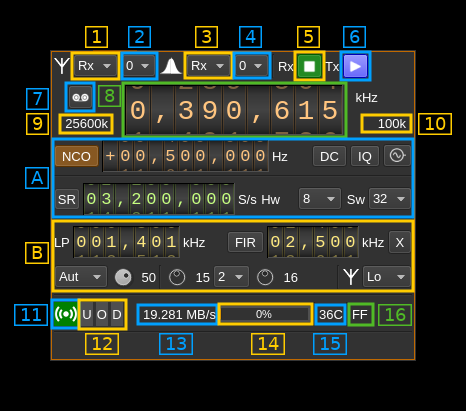 1 2 3 4 5 6
Rx 0 Rx 0 Rx Tx
7 8 0,390,615 kHz
9 25600k 100k 10
NCO +00,500,000 Hz DC IQ
A
SR 03,200,000 S/s Hw 8 Sw 32
LP 001,401 kHz FIR 02,500 kHz X
B
Aut 50 15 2 16 Lo
11 U O D 19.281 MB/s 0% 36C FF 16
12 13 14 15